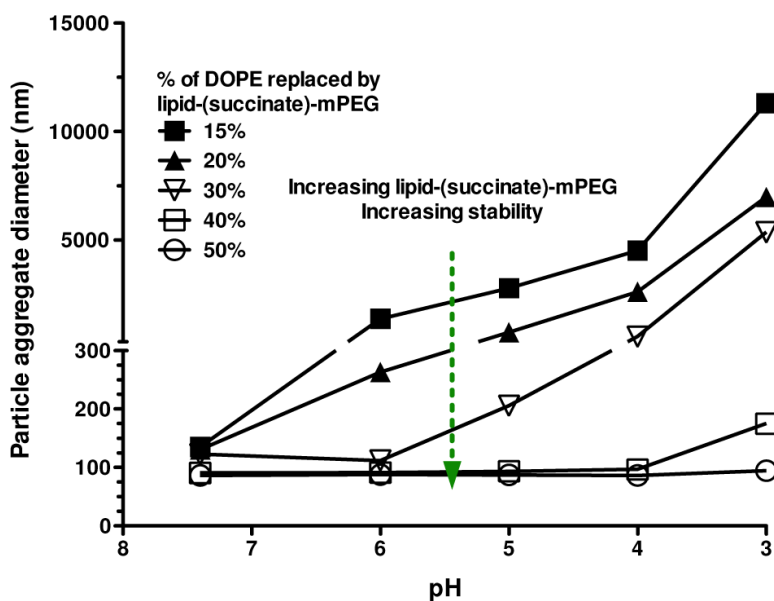 15000
10000
5000
300
200
100
0
Particle aggregate diameter (nm)
% of DOPE replaced by
lipid-(succinate)-mPEG
15%
20%
30%
40%
50%
Increasing lipid-(succinate)-mPEG
Increasing stability
8 7 6 5 4 3
pH